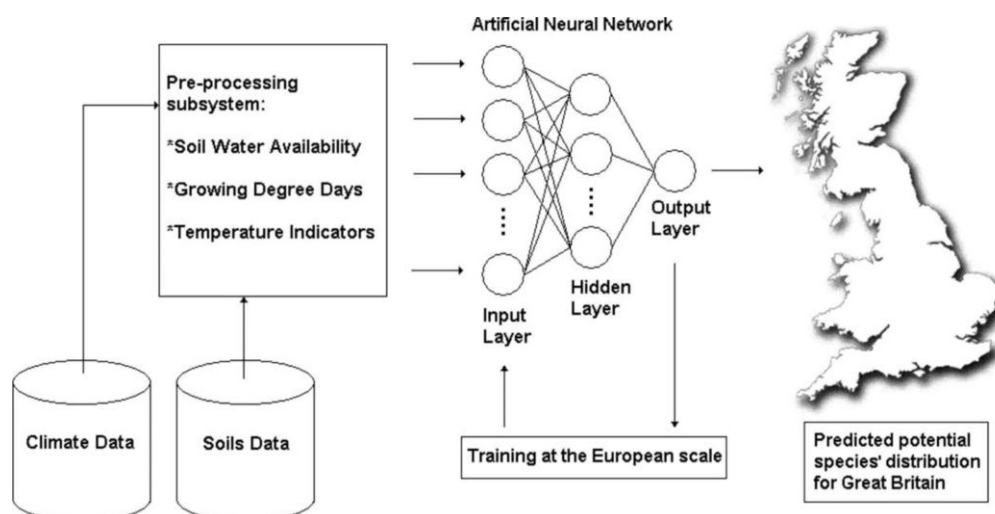 Artificial Neural Network
Pre-processing
subsystem:
*Soil Water Availability
*Growing Degree Days
*Temperature Indicators
Input
Layer
Hidden
Layer
Output
Layer
Climate Data
Soils Data
Training at the European scale
Predicted potential
species' distribution
for Great Britain